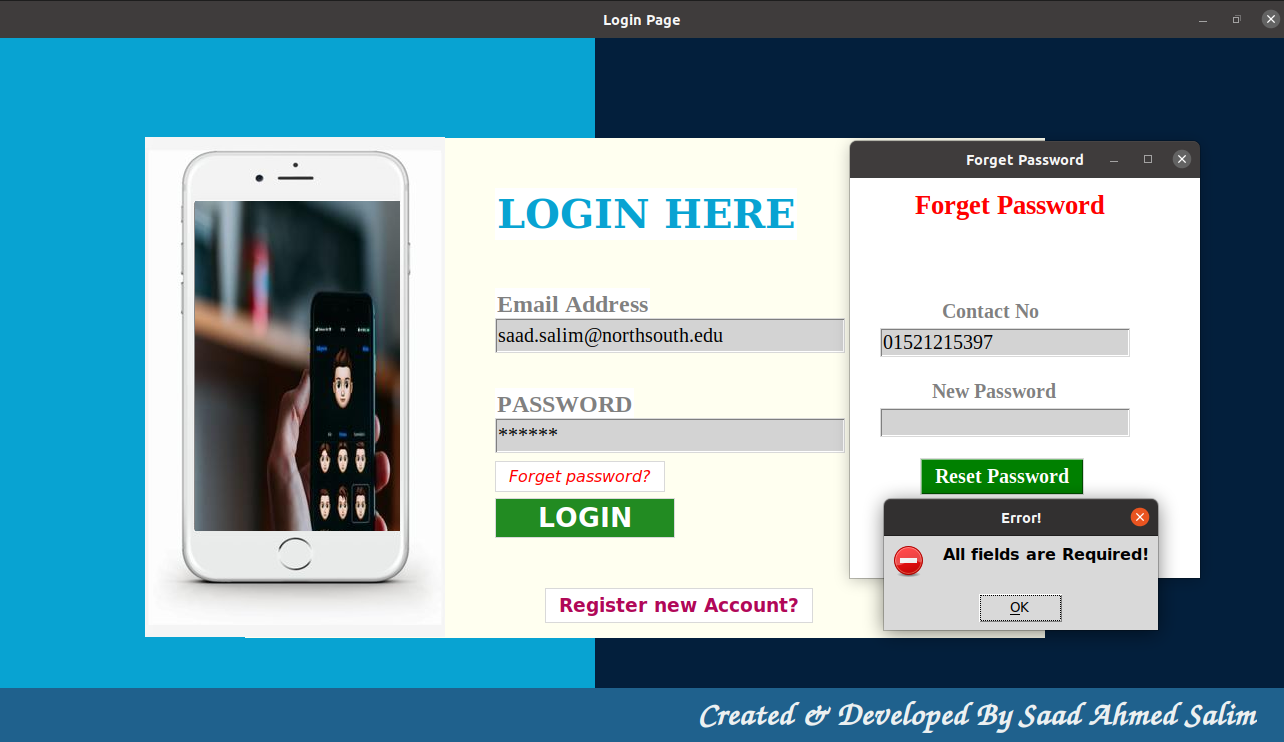 Login Page
LOGIN HERE
Email Address
saad.salim@northsouth.edu
PASSWORD
******
Forget password?
LOGIN
Register new Account?
Forget Password
Forget Password
Contact No
01521215397
New Password
Reset Password
Error!
All fields are Required!
OK
Created & Developed By Saad Ahmed Salim